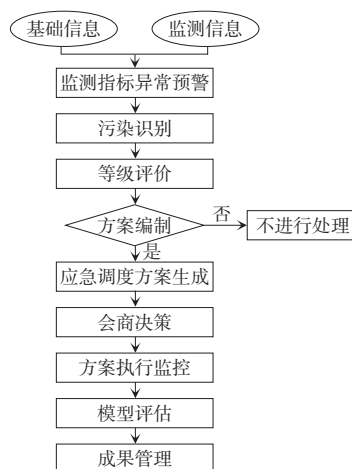 基础信息 监测信息
监测指标异常预警
污染识别
等级评价
方案编制 否 不进行处理
是
应急调度方案生成
会商决策
方案执行监控
模型评估
成果管理